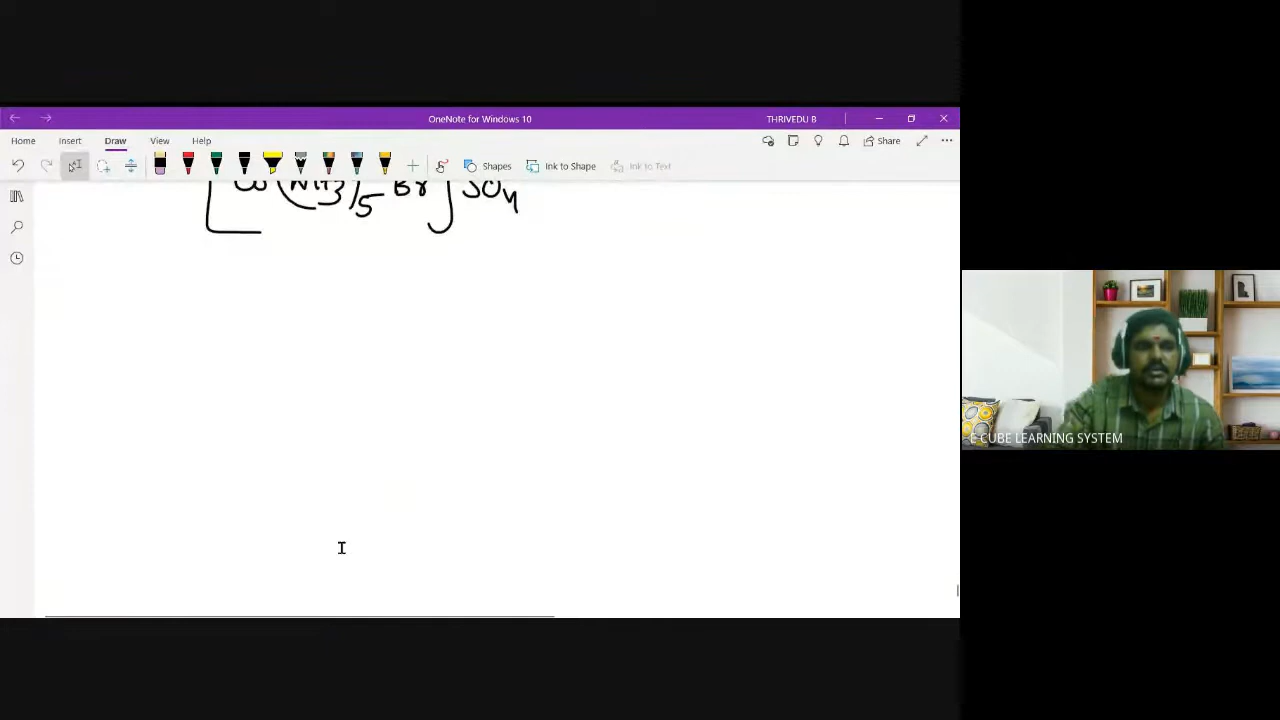 OneNote for Windows 10
THRIVEDU B
Home Insert Draw View Help
Share
Shapes Ink to Shape Ink to Text
[Co(NH3)5 Br] SO4
E CUBE LEARNING SYSTEM